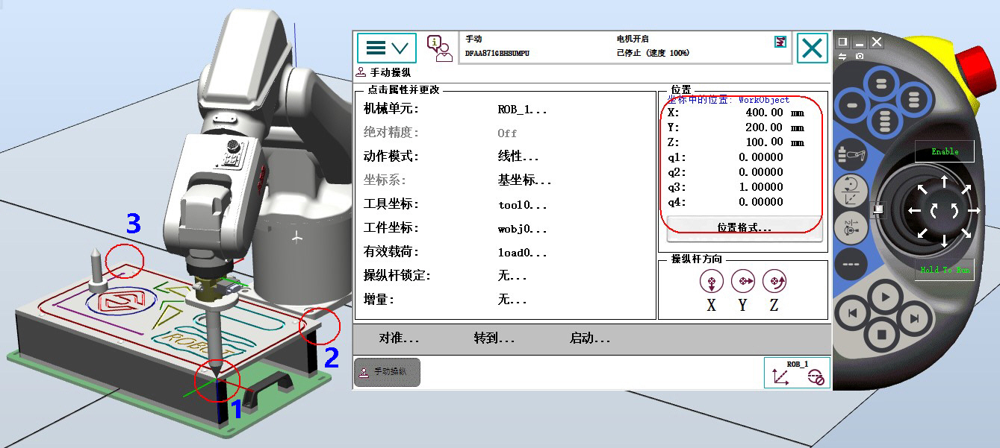 手动
电机开启
DFAA871GBHSUMPU
已停止 (速度 100%)
手动操纵
点击属性并更改
机械单元: ROB_1...
绝对精度: Off
动作模式: 线性...
坐标系: 基坐标...
工具坐标: tool0...
工件坐标: wobj0...
有效载荷: load0...
操纵杆锁定: 无...
增量: 无...
位置
坐标中的位置: WorkObject
X: 400.00 mm
Y: 200.00 mm
Z: 100.00 mm
q1: 0.00000
q2: 0.00000
q3: 1.00000
q4: 0.00000
位置格式...
操纵杆方向
X Y Z
对准... 转到... 启动...
手动操纵
ROB_1
Enable
Hold To Run
3
2
1
ROBOT